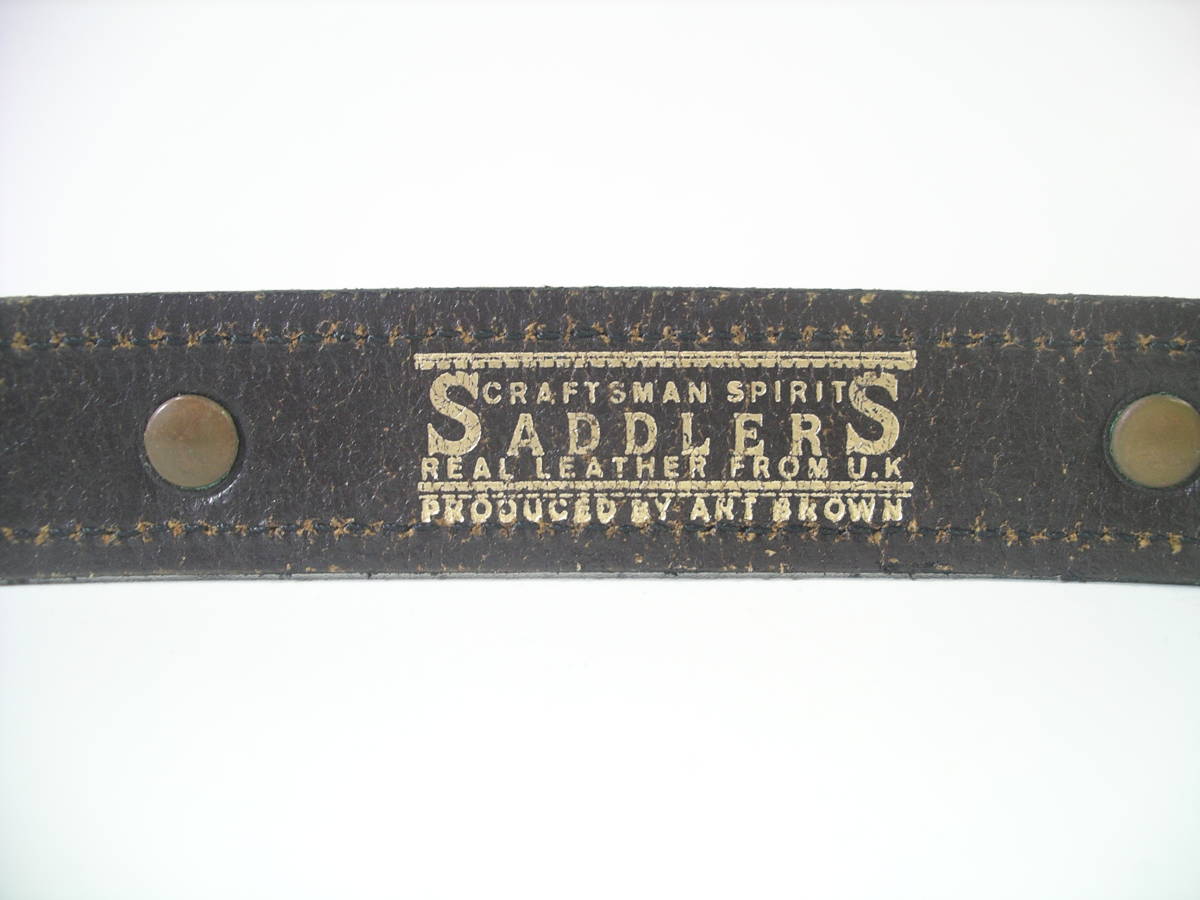 CRAFTSMAN SPIRIT
SADDLERS
REAL LEATHER FROM U.K
PRODUCED BY ART BROWN